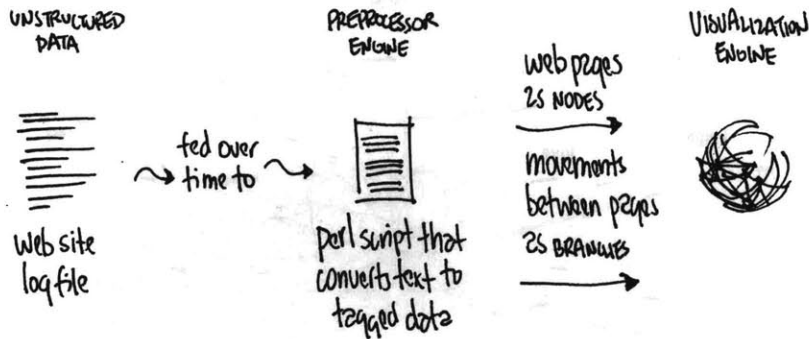 UNSTRUCTURED
DATA
web site
log file
fed over
time to
PREPROCESSOR
ENGINE
perl script that
converts text to
tagged data
web pages
as NODES
movements
between pages
as BRANCHES
VISUALIZATION
ENGINE